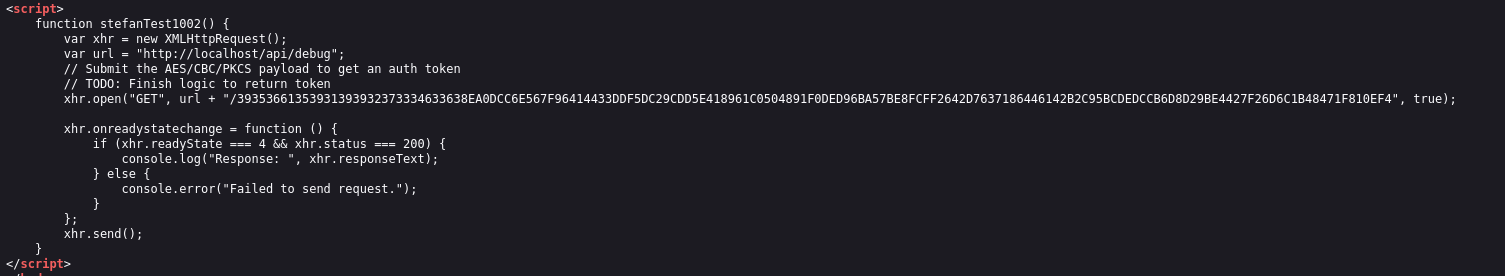 <script>
function stefanTest1002() {
var xhr = new XMLHttpRequest();
var url = "http://localhost/api/debug";
// Submit the AES/CBC/PKCS payload to get an auth token
// TODO: Finish logic to return token
xhr.open("GET", url + "/39353661353931393932373334633638EA0DCC6E567F96414433DDF5DC29CDD5E418961C0504891F0DED96BA57BE8FCFF2642D7637186446142B2C95BCDEDCCB6D8D29BE4427F26D6C1B48471F810EF4", true);
xhr.onreadystatechange = function () {
if (xhr.readyState === 4 && xhr.status === 200) {
console.log("Response: ", xhr.responseText);
} else {
console.error("Failed to send request.");
}
};
xhr.send();
}
</script>